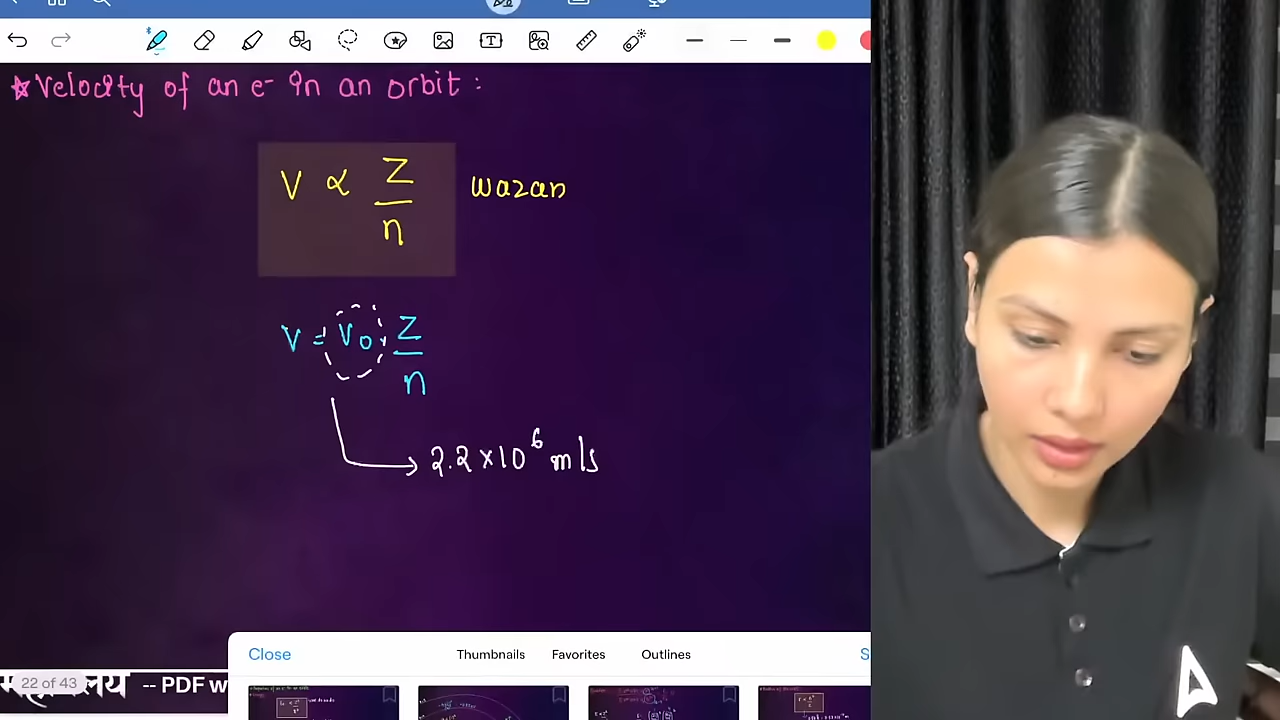 ☆ Velocity of an e⁻ in an orbit :
V ∝ Z/n wazan
V = V₀ Z/n
2.2×10⁶ m/s
Close Thumbnails Favorites Outlines S
22 of 43 -- PDF w